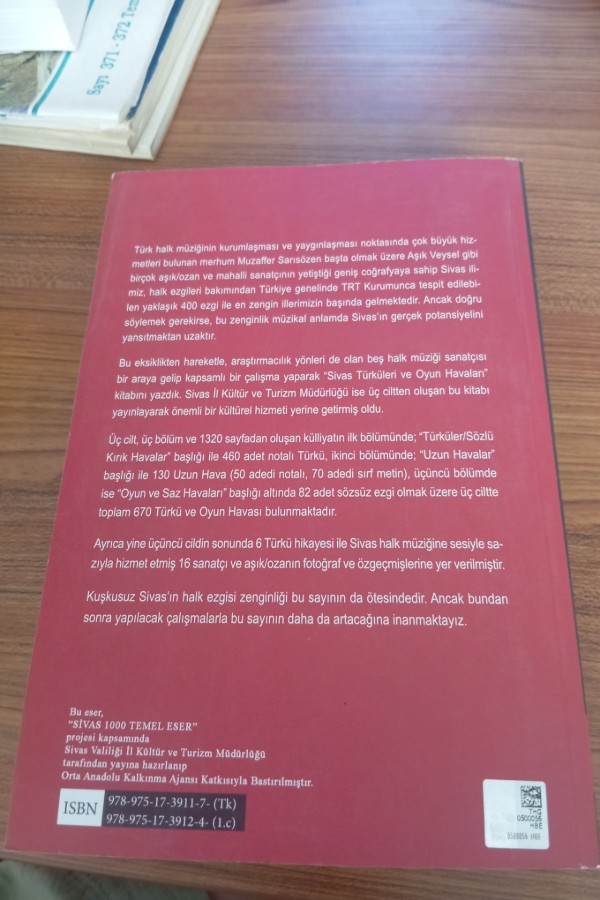 Sayı 371 - 372 Tem
Türk halk müziğinin kurumlaşması ve yaygınlaşması noktasında çok büyük hiz-
metleri bulunan merhum Muzaffer Sarısözen başta olmak üzere Aşık Veysel gibi
birçok aşık/ozan ve mahalli sanatçının yetiştiği geniş coğrafyaya sahip Sivas ili-
miz, halk ezgileri bakımından Türkiye genelinde TRT Kurumunca tespit edilebi-
len yaklaşık 400 ezgi ile en zengin illerimizin başında gelmektedir. Ancak doğru
söylemek gerekirse, bu zenginlik müzikal anlamda Sivas'ın gerçek potansiyelini
yansıtmaktan uzaktır.
Bu eksiklikten hareketle, araştırmacılık yönleri de olan beş halk müziği sanatçısı
bir araya gelip kapsamlı bir çalışma yaparak "Sivas Türküleri ve Oyun Havaları"
kitabını yazdık. Sivas İl Kültür ve Turizm Müdürlüğü ise üç ciltten oluşan bu kitabı
yayınlayarak önemli bir kültürel hizmeti yerine getirmiş oldu.
Üç cilt, üç bölüm ve 1320 sayfadan oluşan külliyatın ilk bölümünde; "Türküler/Sözlü
Kırık Havalar" başlığı ile 460 adet notalı Türkü, ikinci bölümünde; "Uzun Havalar"
başlığı ile 130 Uzun Hava (50 adedi notalı, 70 adedi sırf metin), üçüncü bölümde
ise "Oyun ve Saz Havaları" başlığı altında 82 adet sözsüz ezgi olmak üzere üç ciltte
toplam 670 Türkü ve Oyun Havası bulunmaktadır.
Ayrıca yine üçüncü cildin sonunda 6 Türkü hikayesi ile Sivas halk müziğine sesiyle sa-
zıyla hizmet etmiş 16 sanatçı ve aşık/ozanın fotoğraf ve özgeçmişlerine yer verilmiştir.
Kuşkusuz Sivas'ın halk ezgisi zenginliği bu sayının da ötesindedir. Ancak bundan
sonra yapılacak çalışmalarla bu sayının daha da artacağına inanmaktayız.
Bu eser,
"SİVAS 1000 TEMEL ESER"
projesi kapsamında
Sivas Valiliği İl Kültür ve Turizm Müdürlüğü
tarafından yayına hazırlanıp
Orta Anadolu Kalkınma Ajansı Katkısıyla Bastırılmıştır.
ISBN
978-975-17-3911-7- (Tk)
978-975-17-3912-4- (1.c)
THG
0500056
HBE
0500056 HBE